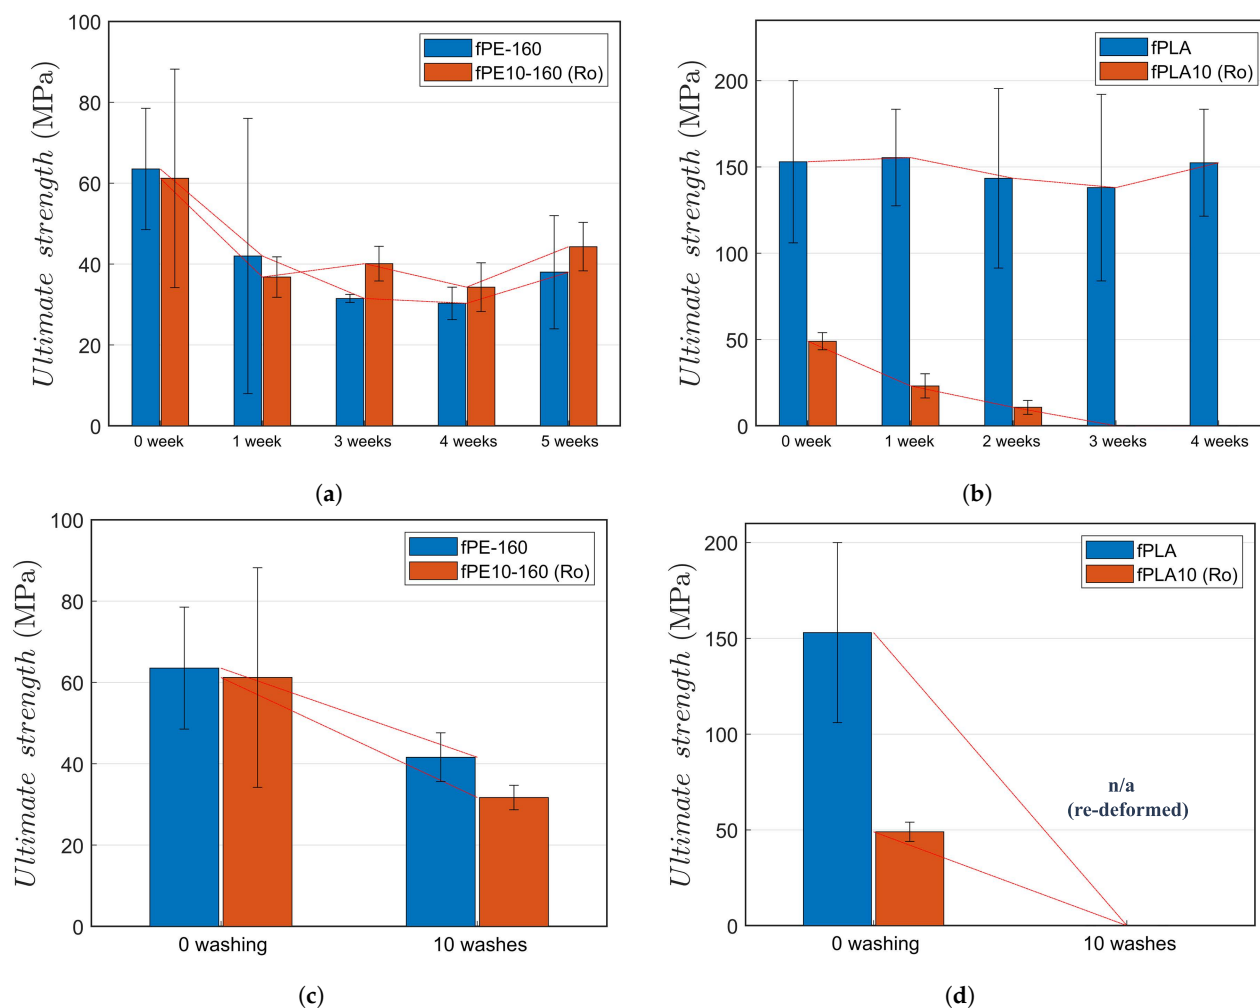 100
80
60
40
20
0
Ultimate strength (MPa)
fPE-160
fPE10-160 (Ro)
0 week
1 week
3 weeks
4 weeks
5 weeks
(a)
200
150
100
50
0
Ultimate strength (MPa)
fPLA
fPLA10 (Ro)
0 week
1 week
2 weeks
3 weeks
4 weeks
(b)
100
80
60
40
20
0
Ultimate strength (MPa)
fPE-160
fPE10-160 (Ro)
0 washing
10 washes
(c)
200
150
100
50
0
Ultimate strength (MPa)
fPLA
fPLA10 (Ro)
n/a
(re-deformed)
0 washing
10 washes
(d)